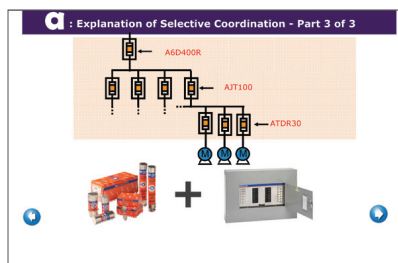 a : Explanation of Selective Coordination - Part 3 of 3
A6D400R
AJT100
ATDR30
M M M